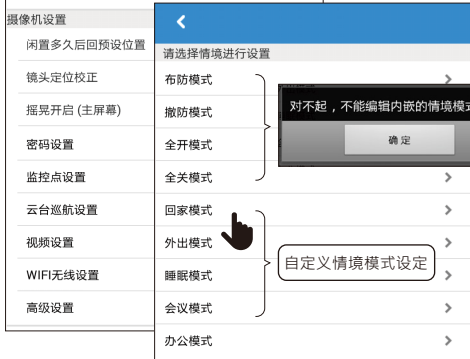 摄像机设置
闲置多久后回预设位置
镜头定位校正
摇晃开启 (主屏幕)
密码设置
监控点设置
云台巡航设置
视频设置
WIFI无线设置
高级设置
请选择情境进行设置
布防模式
撤防模式
全开模式
全关模式
回家模式
外出模式
睡眠模式
会议模式
办公模式
对不起，不能编辑内嵌的情境模式
确定
自定义情境模式设定